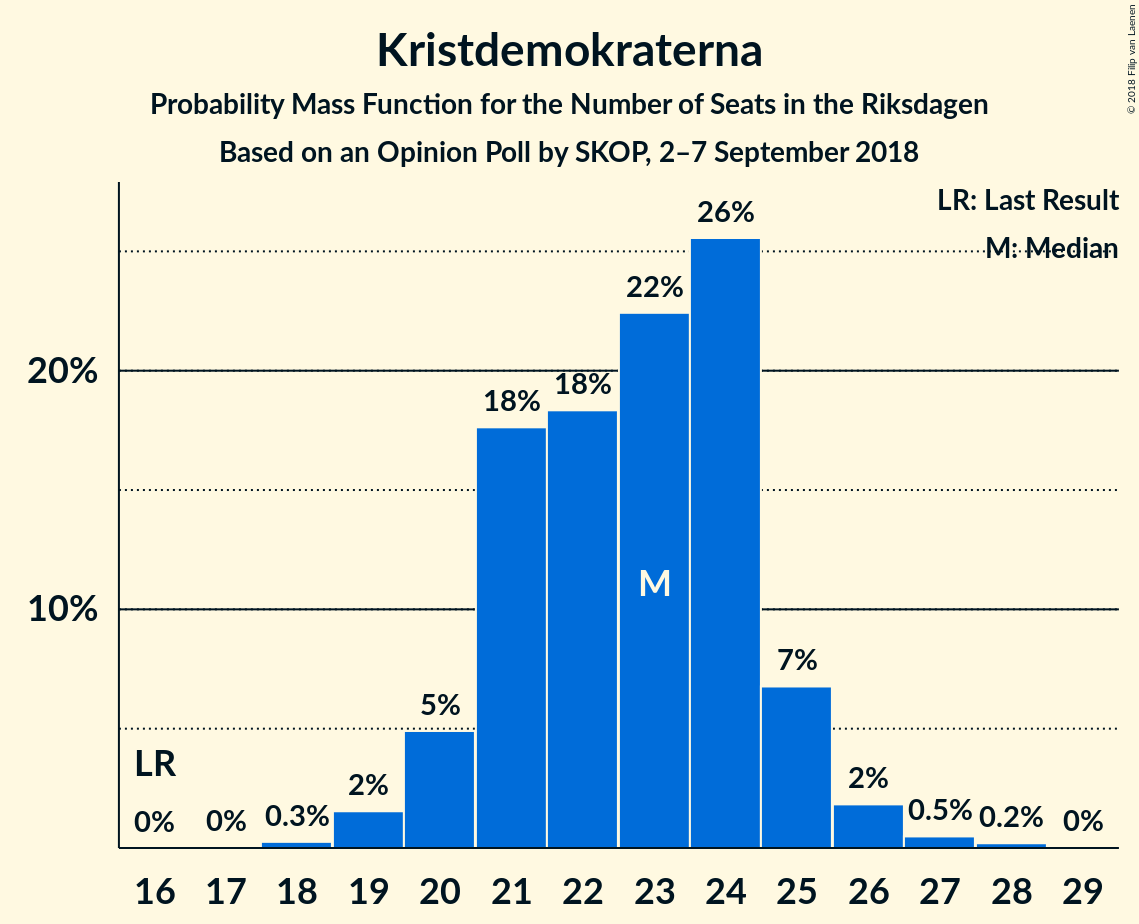 Kristdemokraterna
Probability Mass Function for the Number of Seats in the Riksdagen
Based on an Opinion Poll by SKOP, 2–7 September 2018
© 2018 Filip van Laenen
LR: Last Result
M: Median
26%
22%
20%
18% 18%
M
10%
7%
5%
LR
2% 2%
0% 0% 0.3% 0.5% 0.2% 0%
16 17 18 19 20 21 22 23 24 25 26 27 28 29